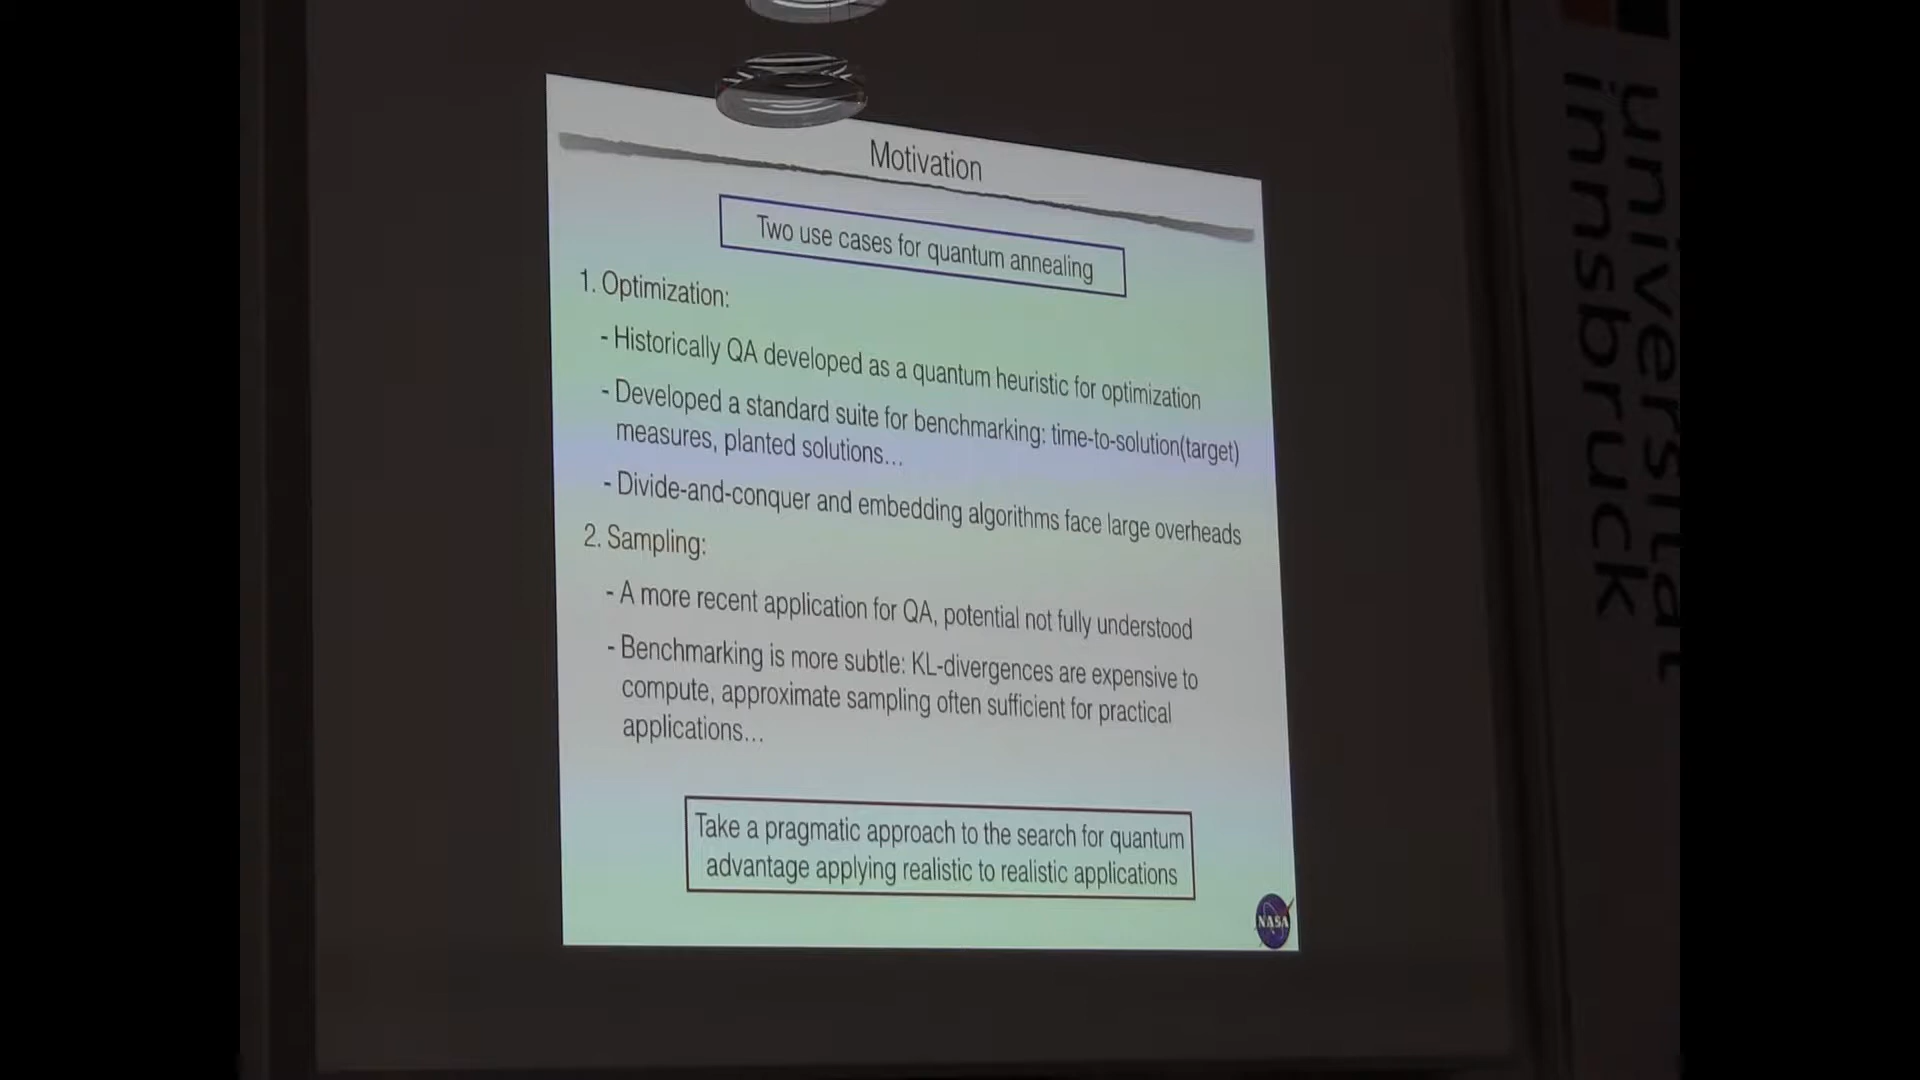 Motivation
Two use cases for quantum annealing
1. Optimization:
- Historically QA developed as a quantum heuristic for optimization
- Developed a standard suite for benchmarking: time-to-solution(target)
measures, planted solutions...
- Divide-and-conquer and embedding algorithms face large overheads
2. Sampling:
- A more recent application for QA, potential not fully understood
- Benchmarking is more subtle: KL-divergences are expensive to
compute, approximate sampling often sufficient for practical
applications...
Take a pragmatic approach to the search for quantum
advantage applying realistic to realistic applications
NASA
universität
innsbruck